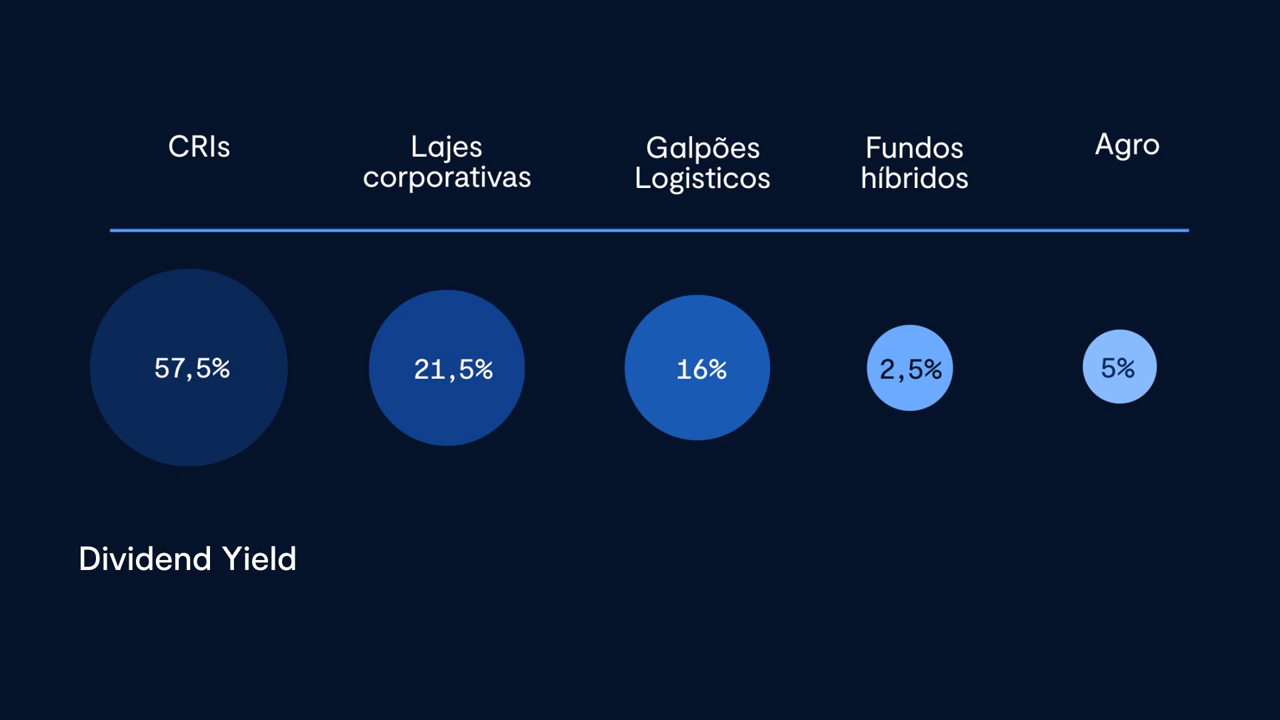 CRIs
Lajes
corporativas
Galpões
Logisticos
Fundos
híbridos
Agro
57,5%
21,5%
16%
2,5%
5%
Dividend Yield